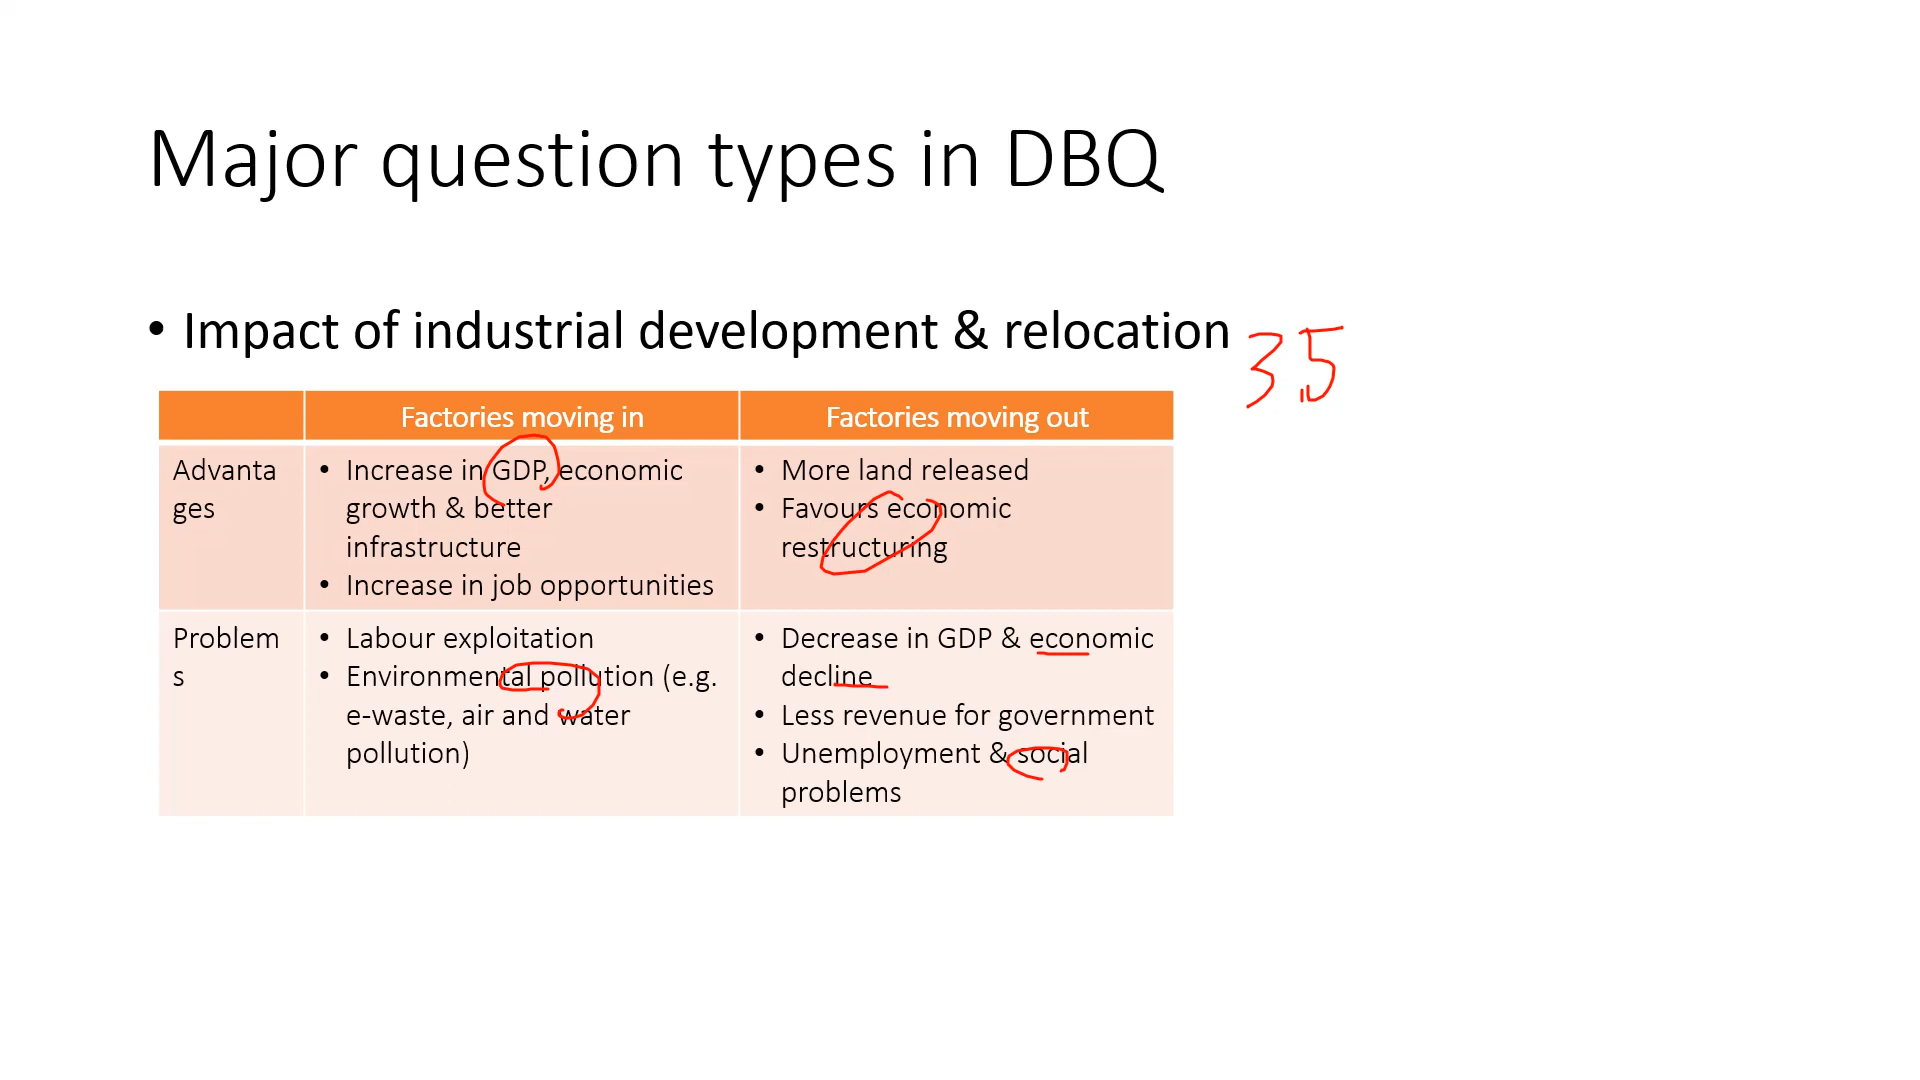 Major question types in DBQ
• Impact of industrial development & relocation
3.5
Factories moving in
Factories moving out
Advanta
ges
• Increase in GDP, economic
growth & better
infrastructure
• Increase in job opportunities
• More land released
• Favours economic
restructuring
Problem
s
• Labour exploitation
• Environmental pollution (e.g.
e-waste, air and water
pollution)
• Decrease in GDP & economic
decline
• Less revenue for government
• Unemployment & social
problems